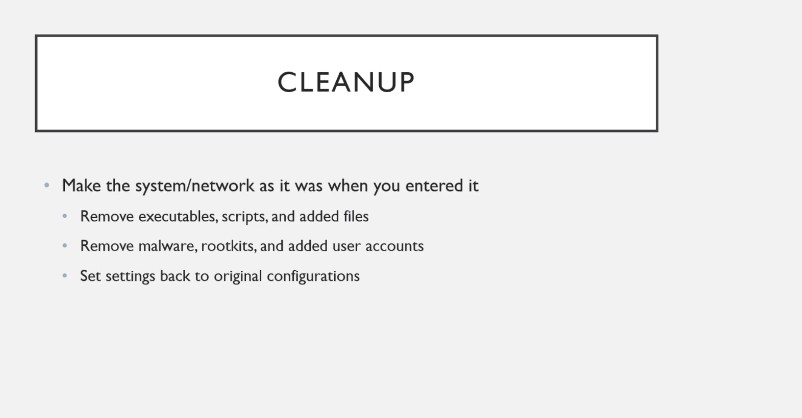 CLEANUP
• Make the system/network as it was when you entered it
• Remove executables, scripts, and added files
• Remove malware, rootkits, and added user accounts
• Set settings back to original configurations